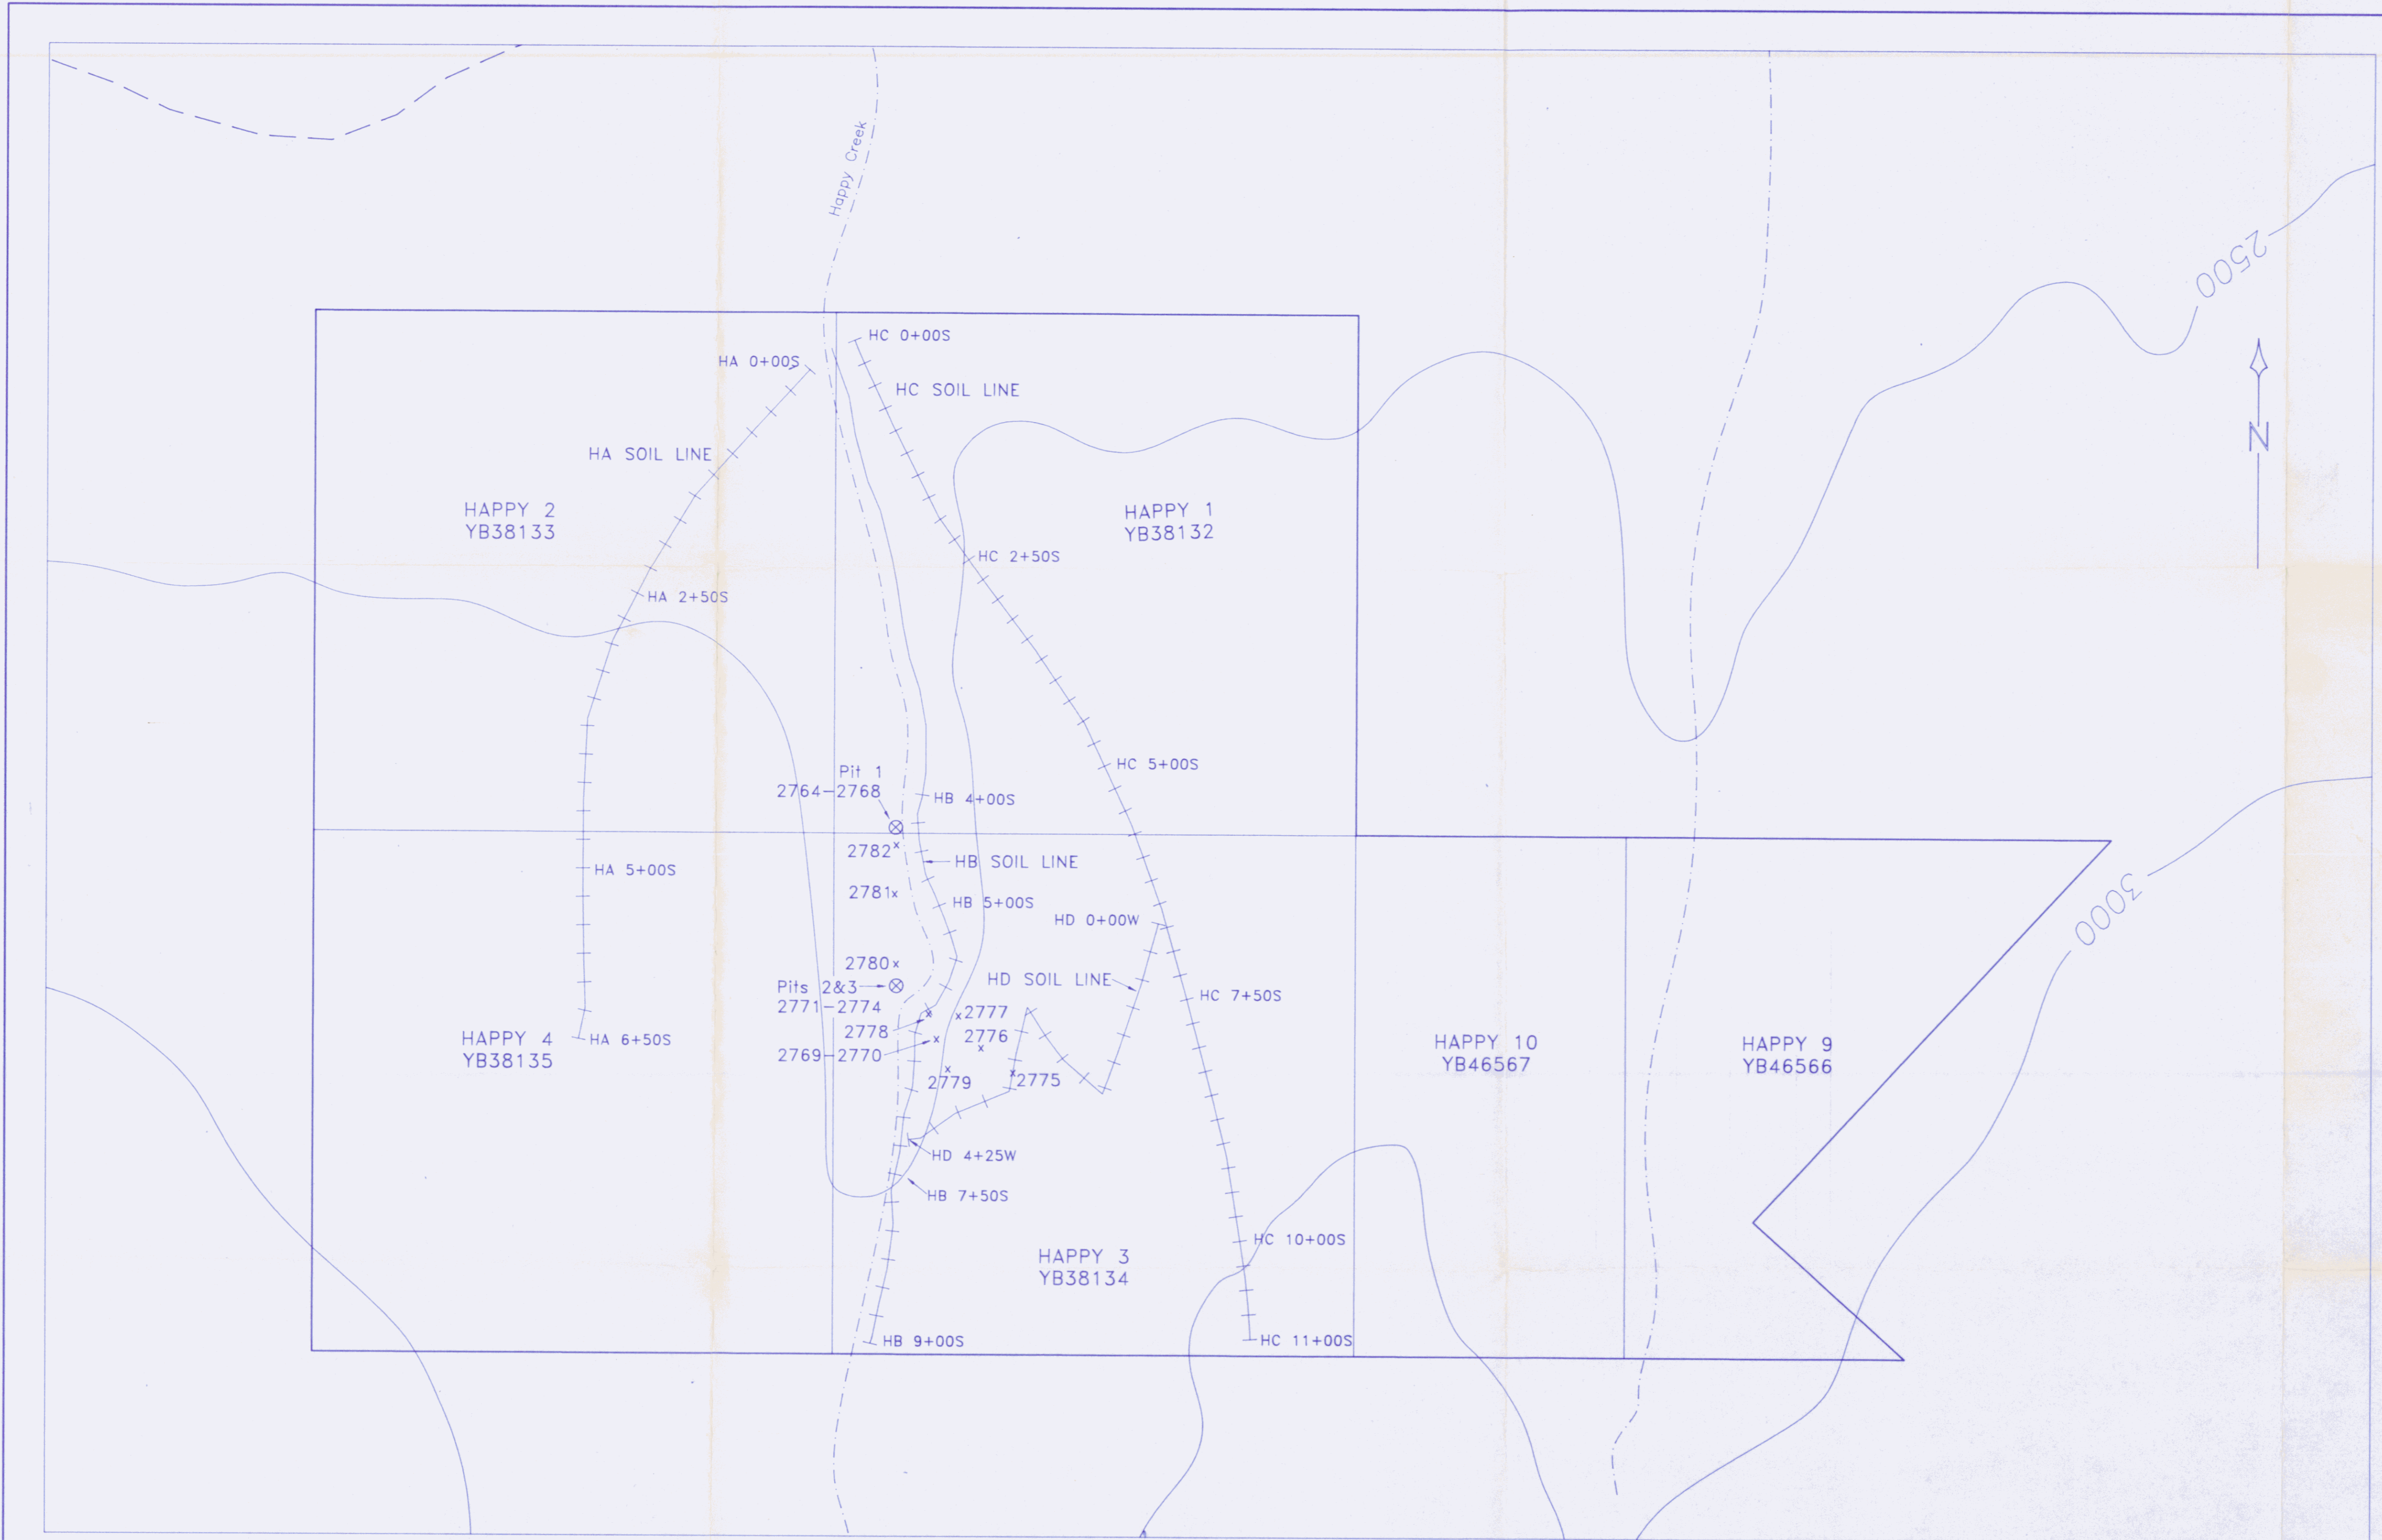 Happy Creek
2500
HC 0+00S
HA 0+00S
HC SOIL LINE
HA SOIL LINE
N
HAPPY 2
YB38133
HAPPY 1
YB38132
HC 2+50S
HA 2+50S
HC 5+00S
Pit 1
2764-2768
HB 4+00S
2782
HB SOIL LINE
HA 5+00S
2781
HB 5+00S
3000
HD 0+00W
2780
HD SOIL LINE
Pits 2&3
2771-2774
HC 7+50S
2777
2778
2776
HAPPY 4
YB38135
HA 6+50S
2769-2770
HAPPY 10
YB46567
HAPPY 9
YB46566
2779
2775
HD 4+25W
HB 7+50S
HC 10+00S
HAPPY 3
YB38134
HB 9+00S
HC 11+00S